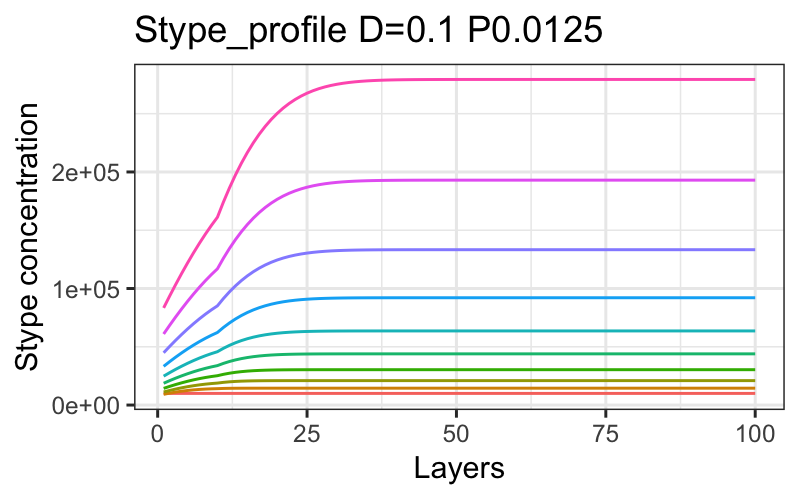 Stype_profile D=0.1 P0.0125
Stype concentration
2e+05
1e+05
0e+00
0 25 50 75 100
Layers